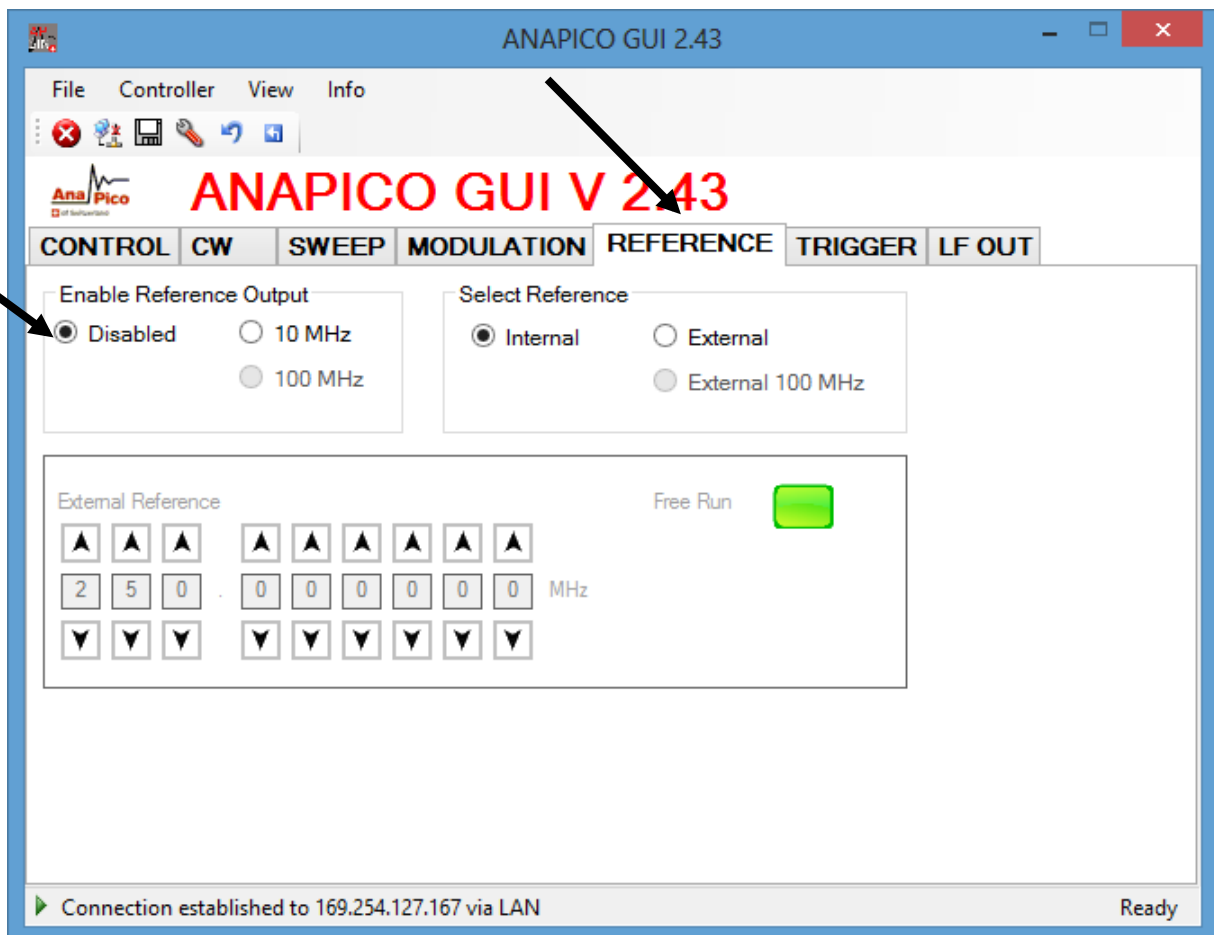 ANAPICO GUI 2.43
File Controller View Info
Ana Pico
ANAPICO GUI V 2.43
CONTROL CW SWEEP MODULATION REFERENCE TRIGGER LF OUT
Enable Reference Output Select Reference
Disabled 10 MHz Internal External
100 MHz External 100 MHz
External Reference Free Run
2 5 0 . 0 0 0 0 0 0 MHz
Connection established to 169.254.127.167 via LAN Ready